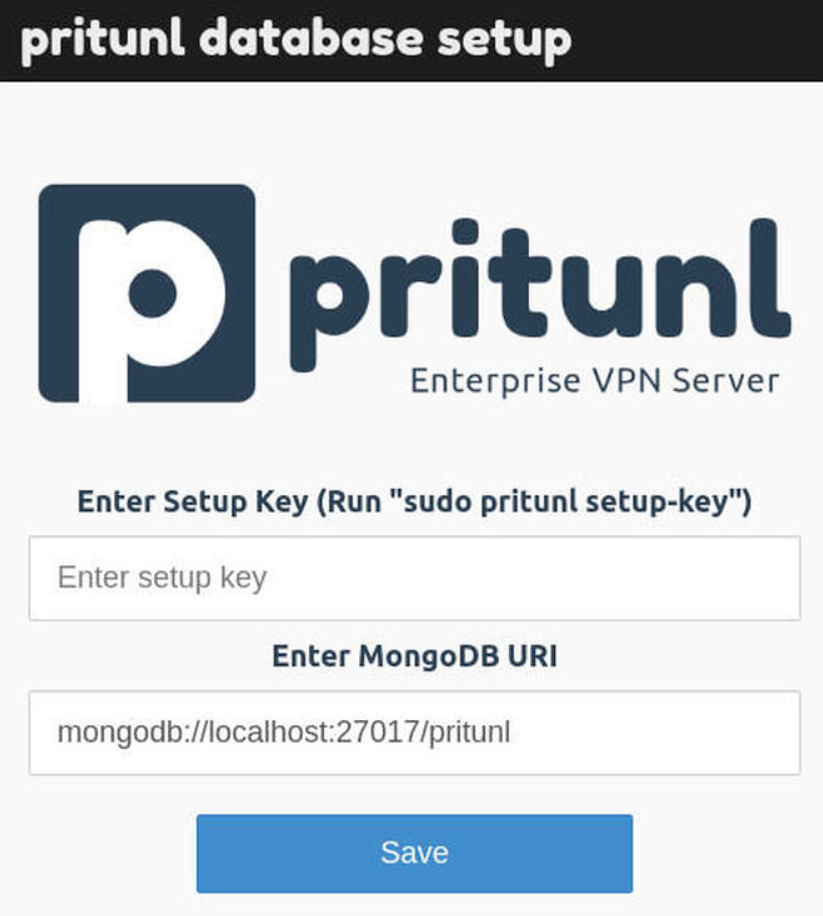 pritunl database setup
pritunl
Enterprise VPN Server
Enter Setup Key (Run "sudo pritunl setup-key")
Enter setup key
Enter MongoDB URI
mongodb://localhost:27017/pritunl
Save